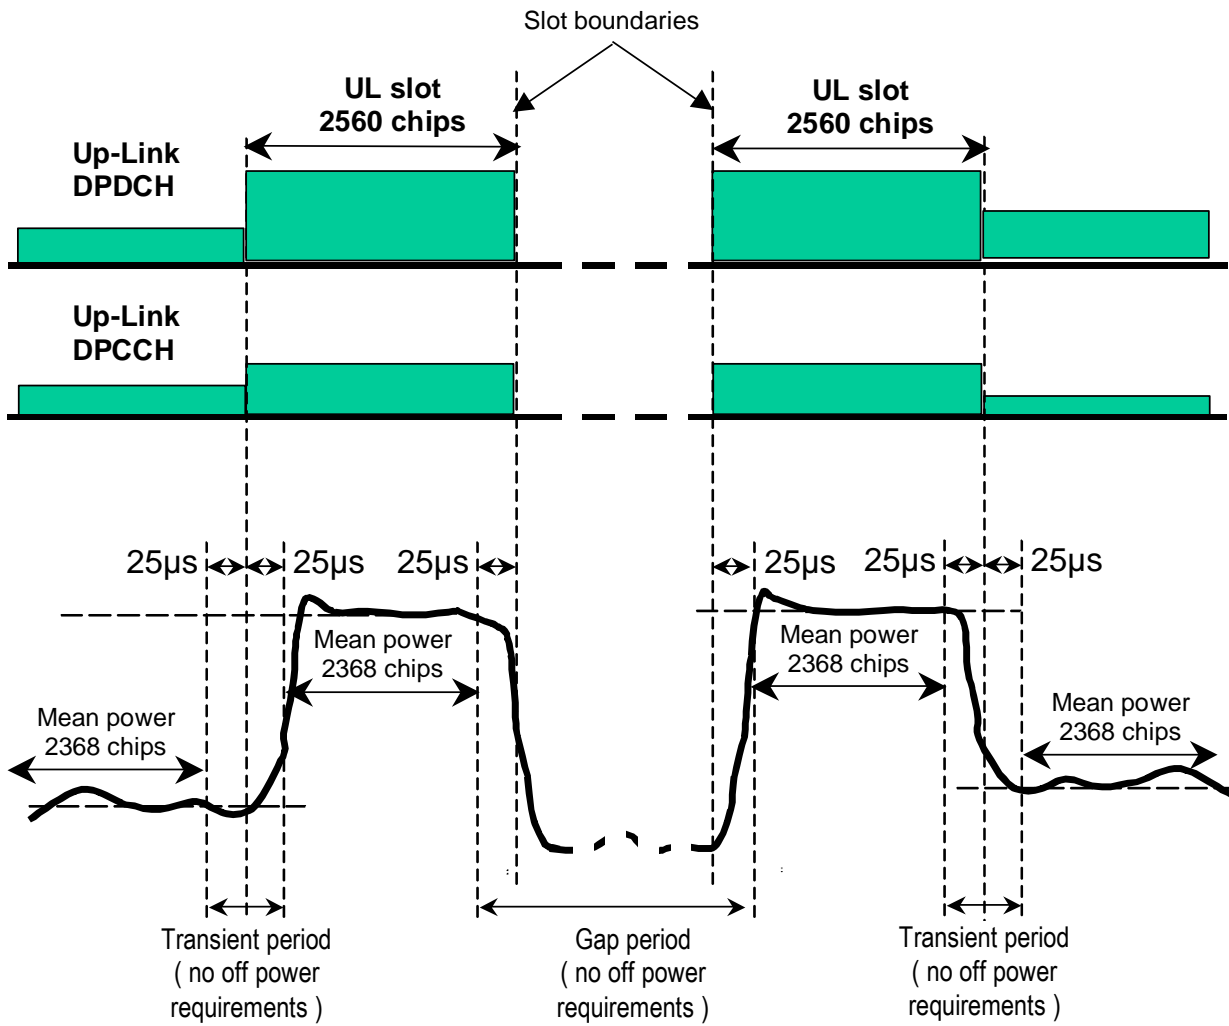 Slot boundaries
UL slot
2560 chips
UL slot
2560 chips
Up-Link
DPDCH
Up-Link
DPCCH
25µs
25µs
25µs
25µs
25µs
25µs
Mean power
2368 chips
Mean power
2368 chips
Mean power
2368 chips
Mean power
2368 chips
Transient period
( no off power
requirements )
Gap period
( no off power
requirements )
Transient period
( no off power
requirements )